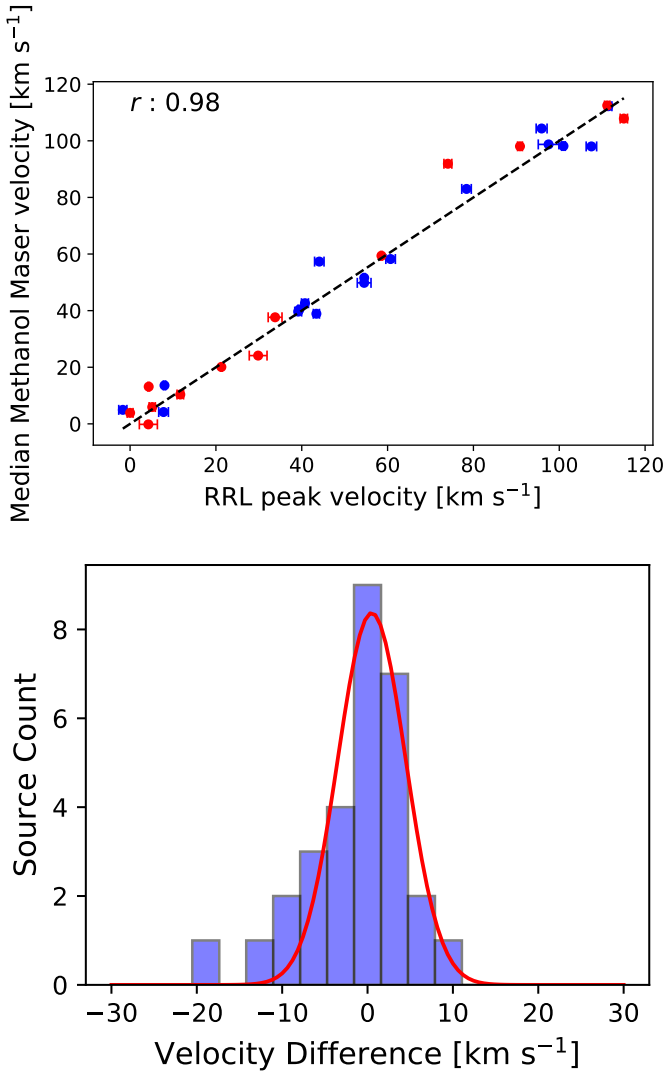 Median Methanol Maser velocity [km s⁻¹]
r : 0.98
120
100
80
60
40
20
0
0 20 40 60 80 100 120
RRL peak velocity [km s⁻¹]
Source Count
8
6
4
2
0
−30 −20 −10 0 10 20 30
Velocity Difference [km s⁻¹]